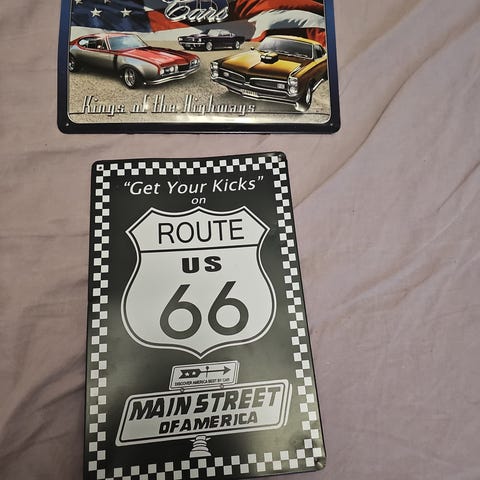 Cars
Kings of the Highways
"Get Your Kicks"
on
ROUTE
US
66
DISCOVER AMERICA BEST BY CAR
MAIN STREET
OF AMERICA